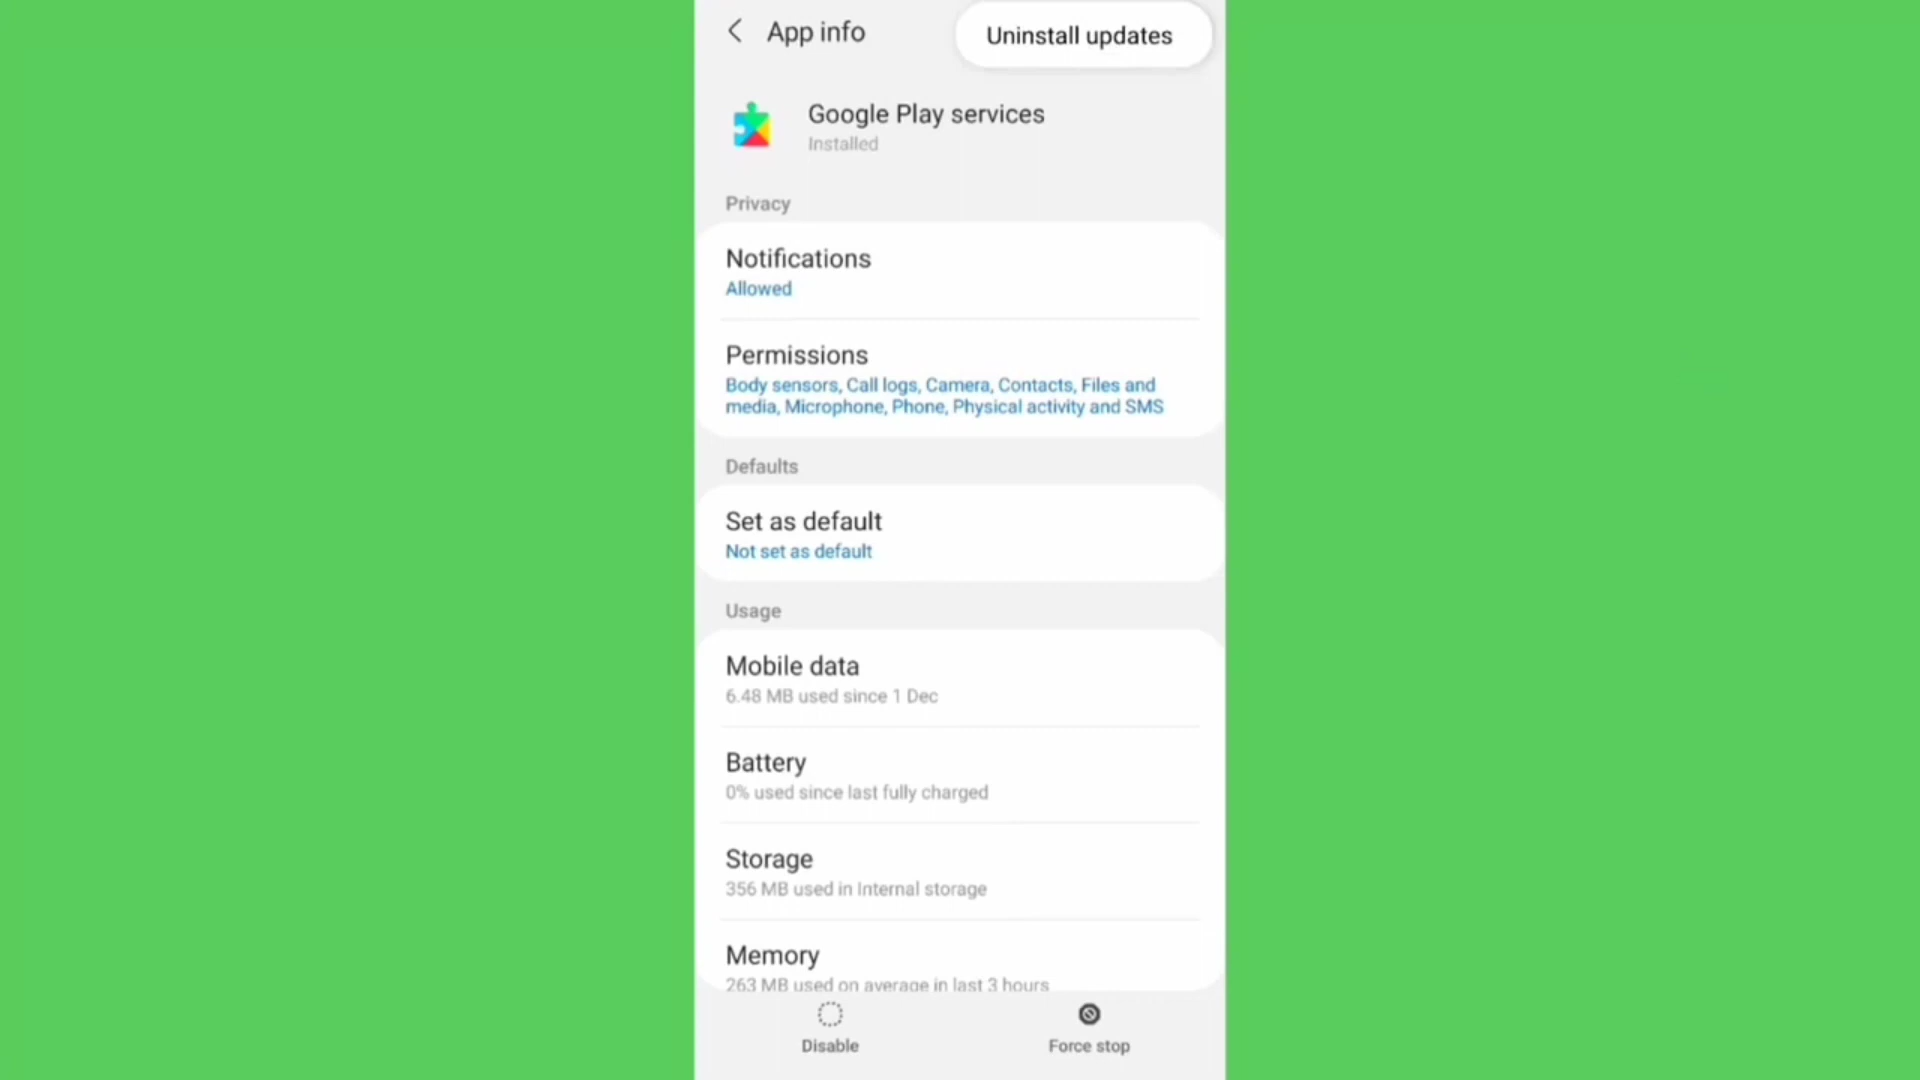 App info
Uninstall updates
Google Play services
Installed
Privacy
Notifications
Allowed
Permissions
Body sensors, Call logs, Camera, Contacts, Files and
media, Microphone, Phone, Physical activity and SMS
Defaults
Set as default
Not set as default
Usage
Mobile data
6.48 MB used since 1 Dec
Battery
0% used since last fully charged
Storage
356 MB used in Internal storage
Memory
263 MB used on average in last 3 hours
Disable
Force stop